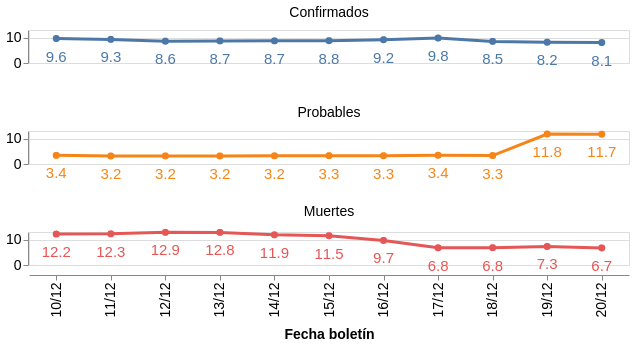 Confirmados
10
0
9.6 9.3 8.6 8.7 8.7 8.8 9.2 9.8 8.5 8.2 8.1
Probables
10
0
3.4 3.2 3.2 3.2 3.2 3.3 3.3 3.4 3.3 11.8 11.7
Muertes
10
0
12.2 12.3 12.9 12.8 11.9 11.5 9.7 6.8 6.8 7.3 6.7
10/12 11/12 12/12 13/12 14/12 15/12 16/12 17/12 18/12 19/12 20/12
Fecha boletín